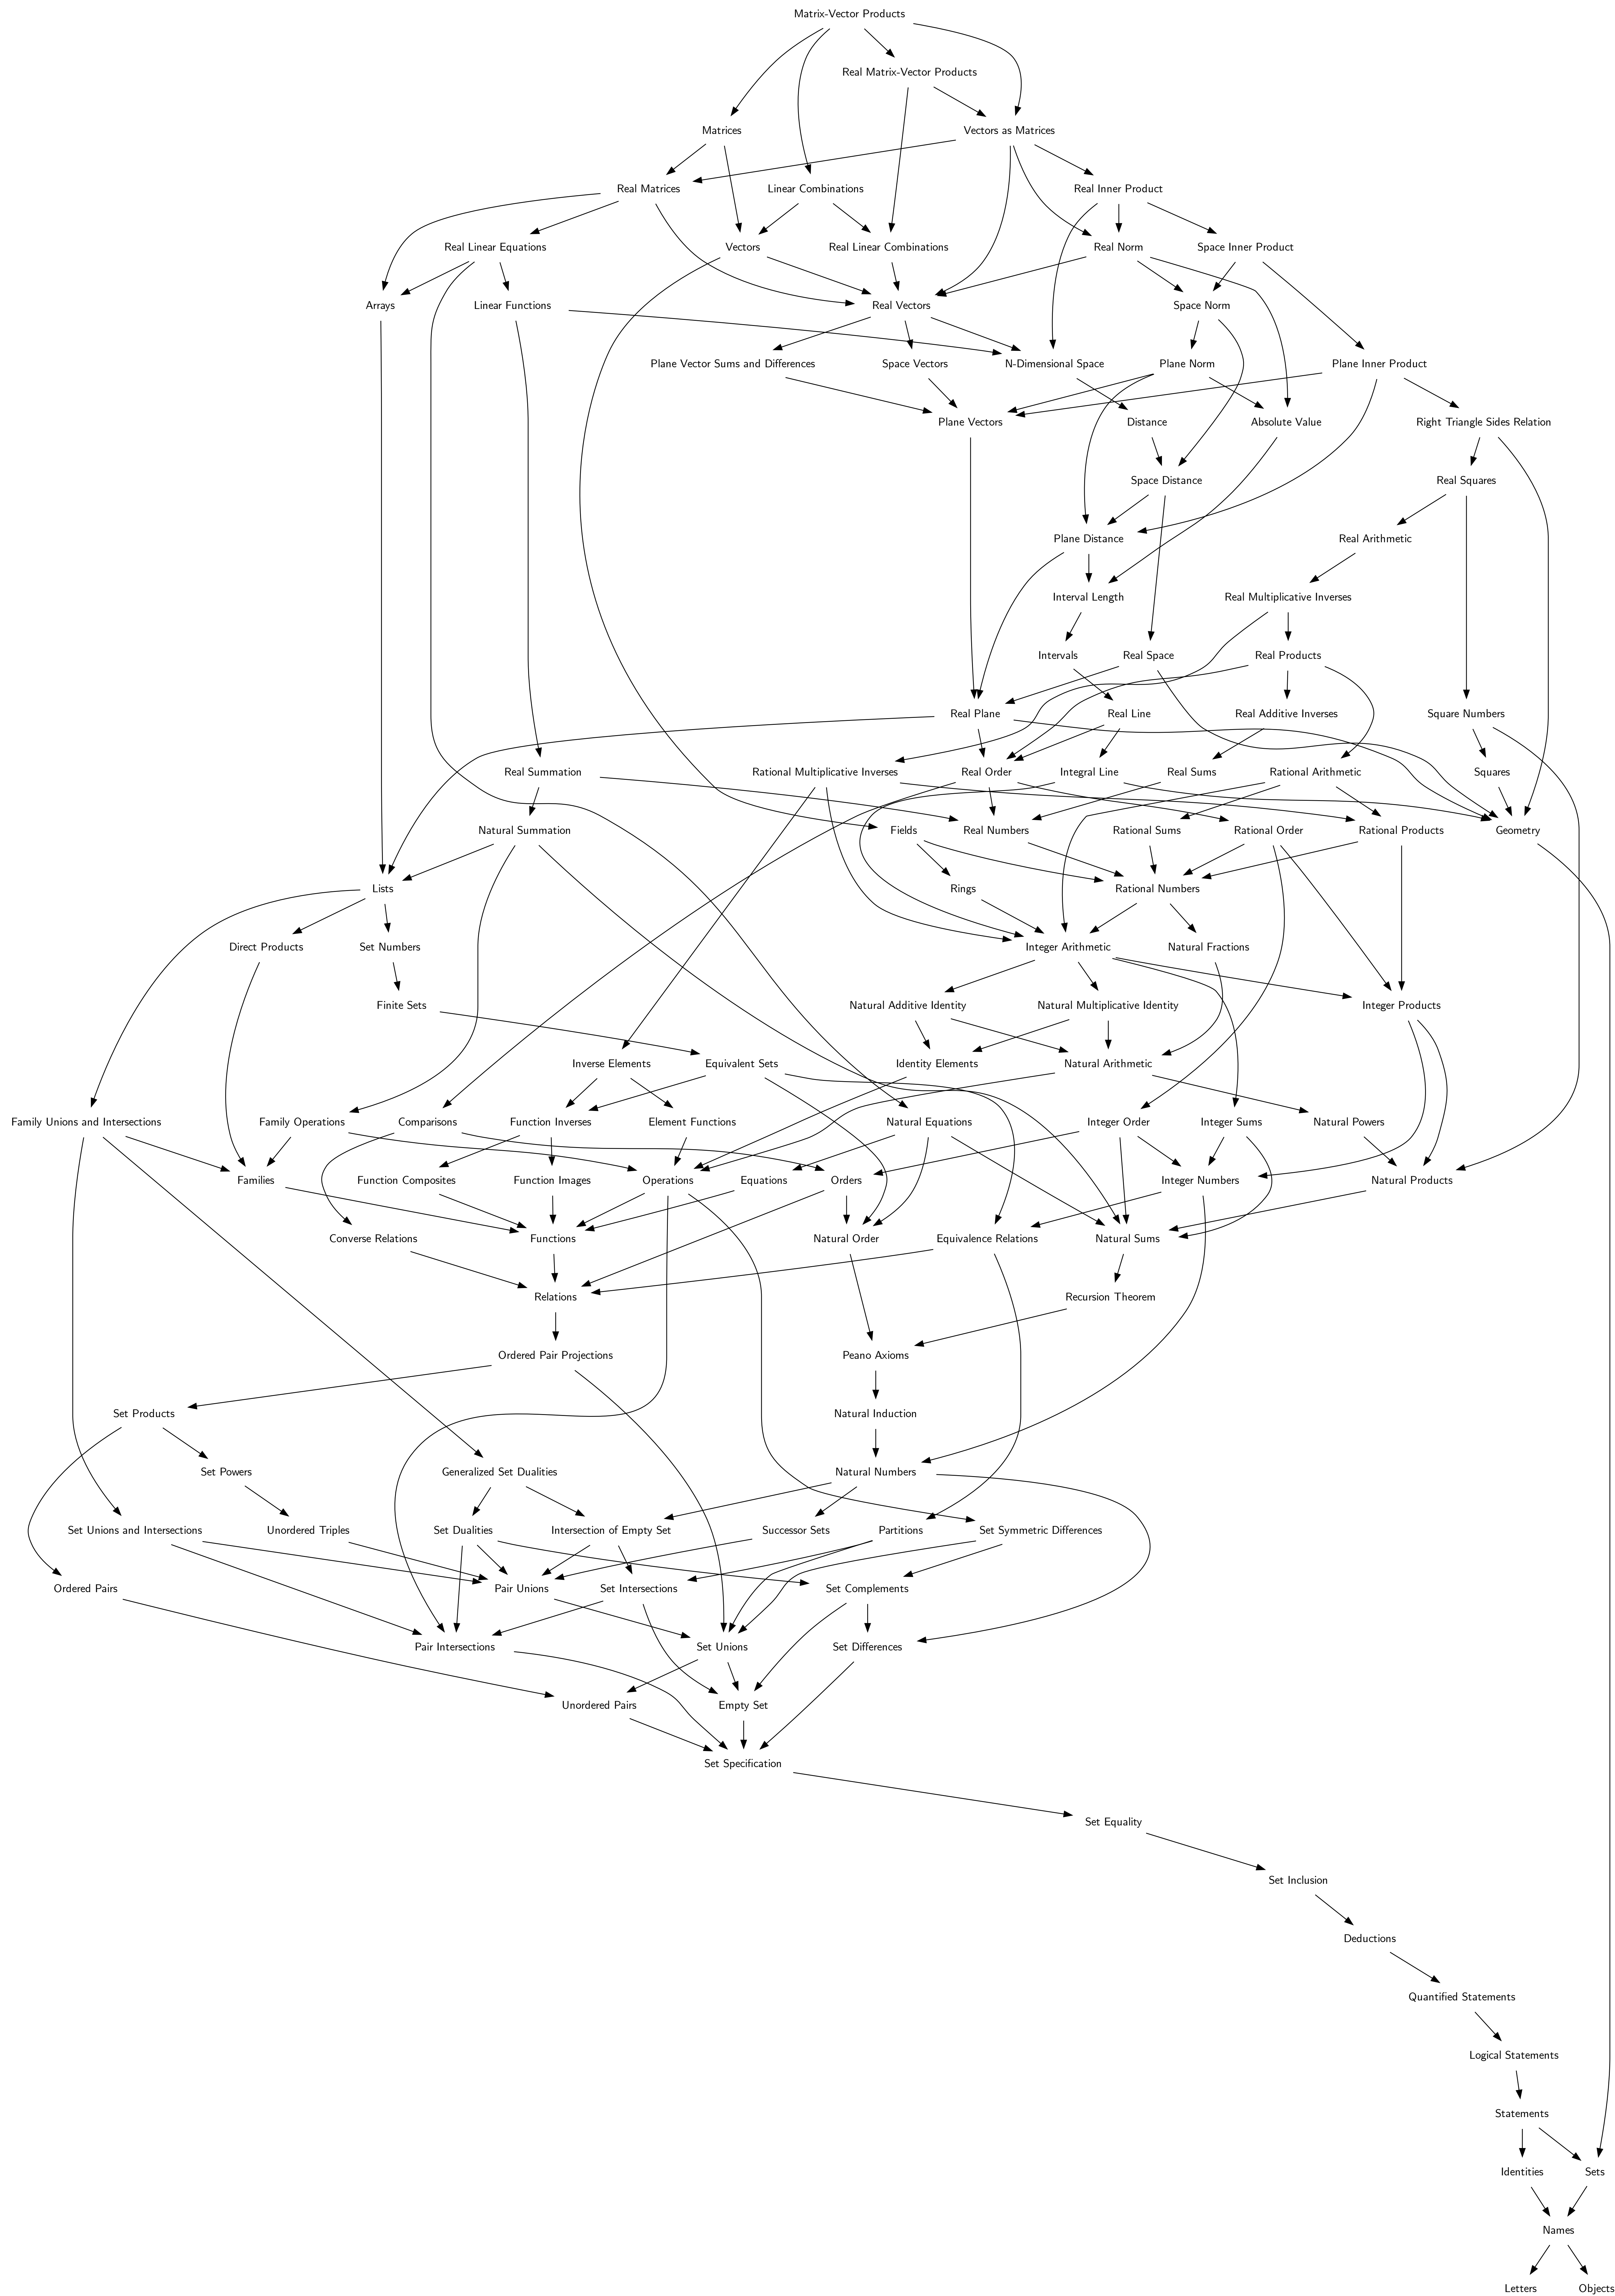 Matrix-Vector Products
Real Matrix-Vector Products
Matrices
Vectors as Matrices
Real Matrices
Linear Combinations
Real Inner Product
Real Linear Equations
Vectors
Real Linear Combinations
Real Norm
Space Inner Product
Arrays
Linear Functions
Real Vectors
Space Norm
Plane Vector Sums and Differences
Space Vectors
N-Dimensional Space
Plane Norm
Plane Inner Product
Plane Vectors
Distance
Absolute Value
Right Triangle Sides Relation
Space Distance
Real Squares
Plane Distance
Real Arithmetic
Interval Length
Real Multiplicative Inverses
Intervals
Real Space
Real Products
Real Plane
Real Line
Real Additive Inverses
Square Numbers
Real Summation
Rational Multiplicative Inverses
Real Order
Integral Line
Real Sums
Rational Arithmetic
Squares
Natural Summation
Fields
Real Numbers
Rational Sums
Rational Order
Rational Products
Geometry
Lists
Rings
Rational Numbers
Direct Products
Set Numbers
Integer Arithmetic
Natural Fractions
Finite Sets
Natural Additive Identity
Natural Multiplicative Identity
Integer Products
Inverse Elements
Equivalent Sets
Identity Elements
Natural Arithmetic
Family Unions and Intersections
Family Operations
Comparisons
Function Inverses
Element Functions
Natural Equations
Integer Order
Integer Sums
Natural Powers
Families
Function Composites
Function Images
Operations
Equations
Orders
Integer Numbers
Natural Products
Converse Relations
Functions
Natural Order
Equivalence Relations
Natural Sums
Relations
Recursion Theorem
Ordered Pair Projections
Peano Axioms
Set Products
Natural Induction
Set Powers
Generalized Set Dualities
Natural Numbers
Set Unions and Intersections
Unordered Triples
Set Dualities
Intersection of Empty Set
Successor Sets
Partitions
Set Symmetric Differences
Ordered Pairs
Pair Unions
Set Intersections
Set Complements
Pair Intersections
Set Unions
Set Differences
Unordered Pairs
Empty Set
Set Specification
Set Equality
Set Inclusion
Deductions
Quantified Statements
Logical Statements
Statements
Identities
Sets
Names
Letters
Objects